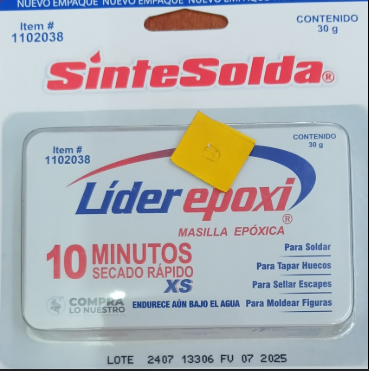 NUEVO EMPAQUE NUEVO EMPAQUE NUEVO
Item #
1102038
CONTENIDO
30 g
SinteSolda®
Item #
1102038
CONTENIDO
30 g
Líder epoxi®
MASILLA EPÓXICA
10 MINUTOS
SECADO RÁPIDO
XS
Para Soldar
Para Tapar Huecos
Para Sellar Escapes
Para Moldear Figuras
COMPRA
LO NUESTRO
ENDURECE AÚN BAJO EL AGUA
LOTE 2407 13306 FV 07 2025